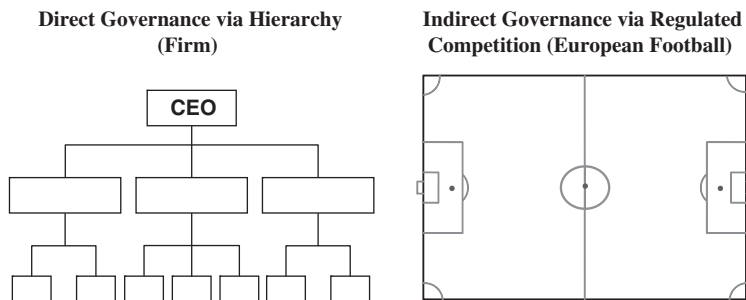 Direct Governance via Hierarchy
(Firm)
Indirect Governance via Regulated
Competition (European Football)
CEO